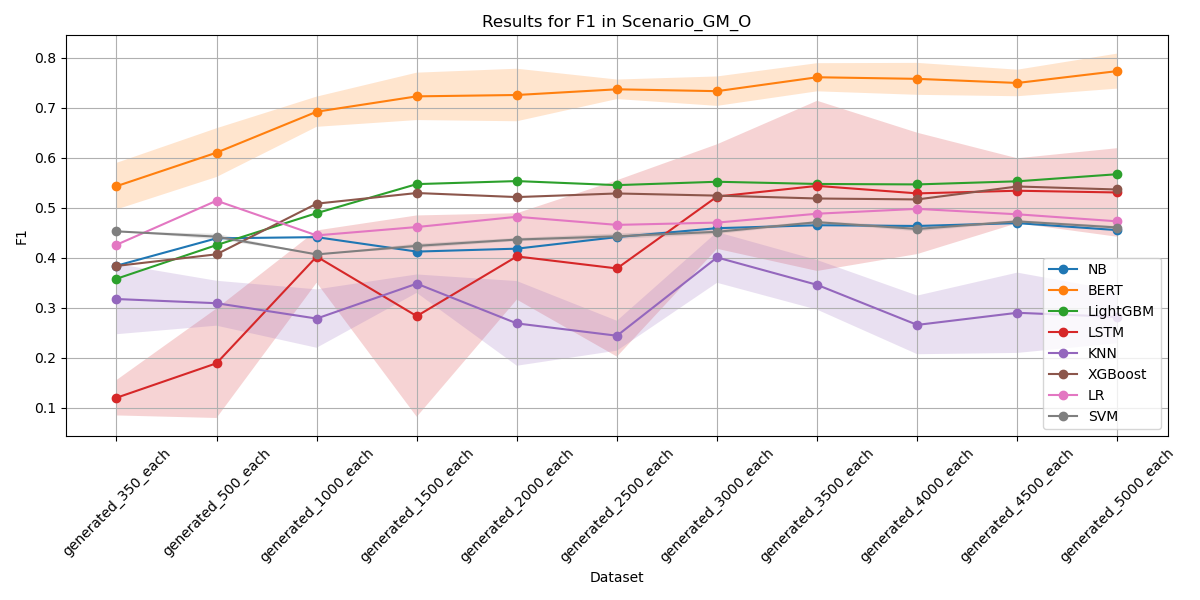 Results for F1 in Scenario_GM_O
F1
0.8
0.7
0.6
0.5
0.4
0.3
0.2
0.1
NB
BERT
LightGBM
LSTM
KNN
XGBoost
LR
SVM
generated_350_each
generated_500_each
generated_1000_each
generated_1500_each
generated_2000_each
generated_2500_each
generated_3000_each
generated_3500_each
generated_4000_each
generated_4500_each
generated_5000_each
Dataset